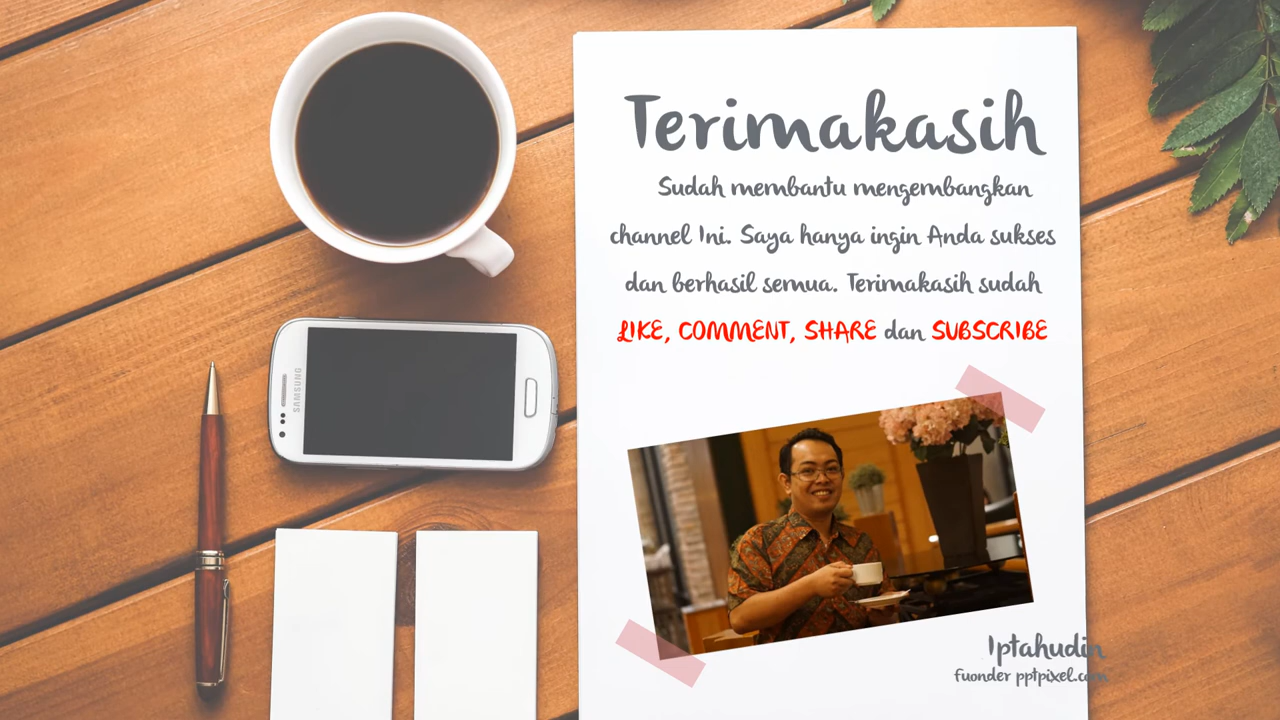 Terimakasih
Sudah membantu mengembangkan
channel Ini. Saya hanya ingin Anda sukses
dan berhasil semua. Terimakasih sudah
LIKE, COMMENT, SHARE dan SUBSCRIBE
SAMSUNG
Iptahudin
fuonder pptpixel.com